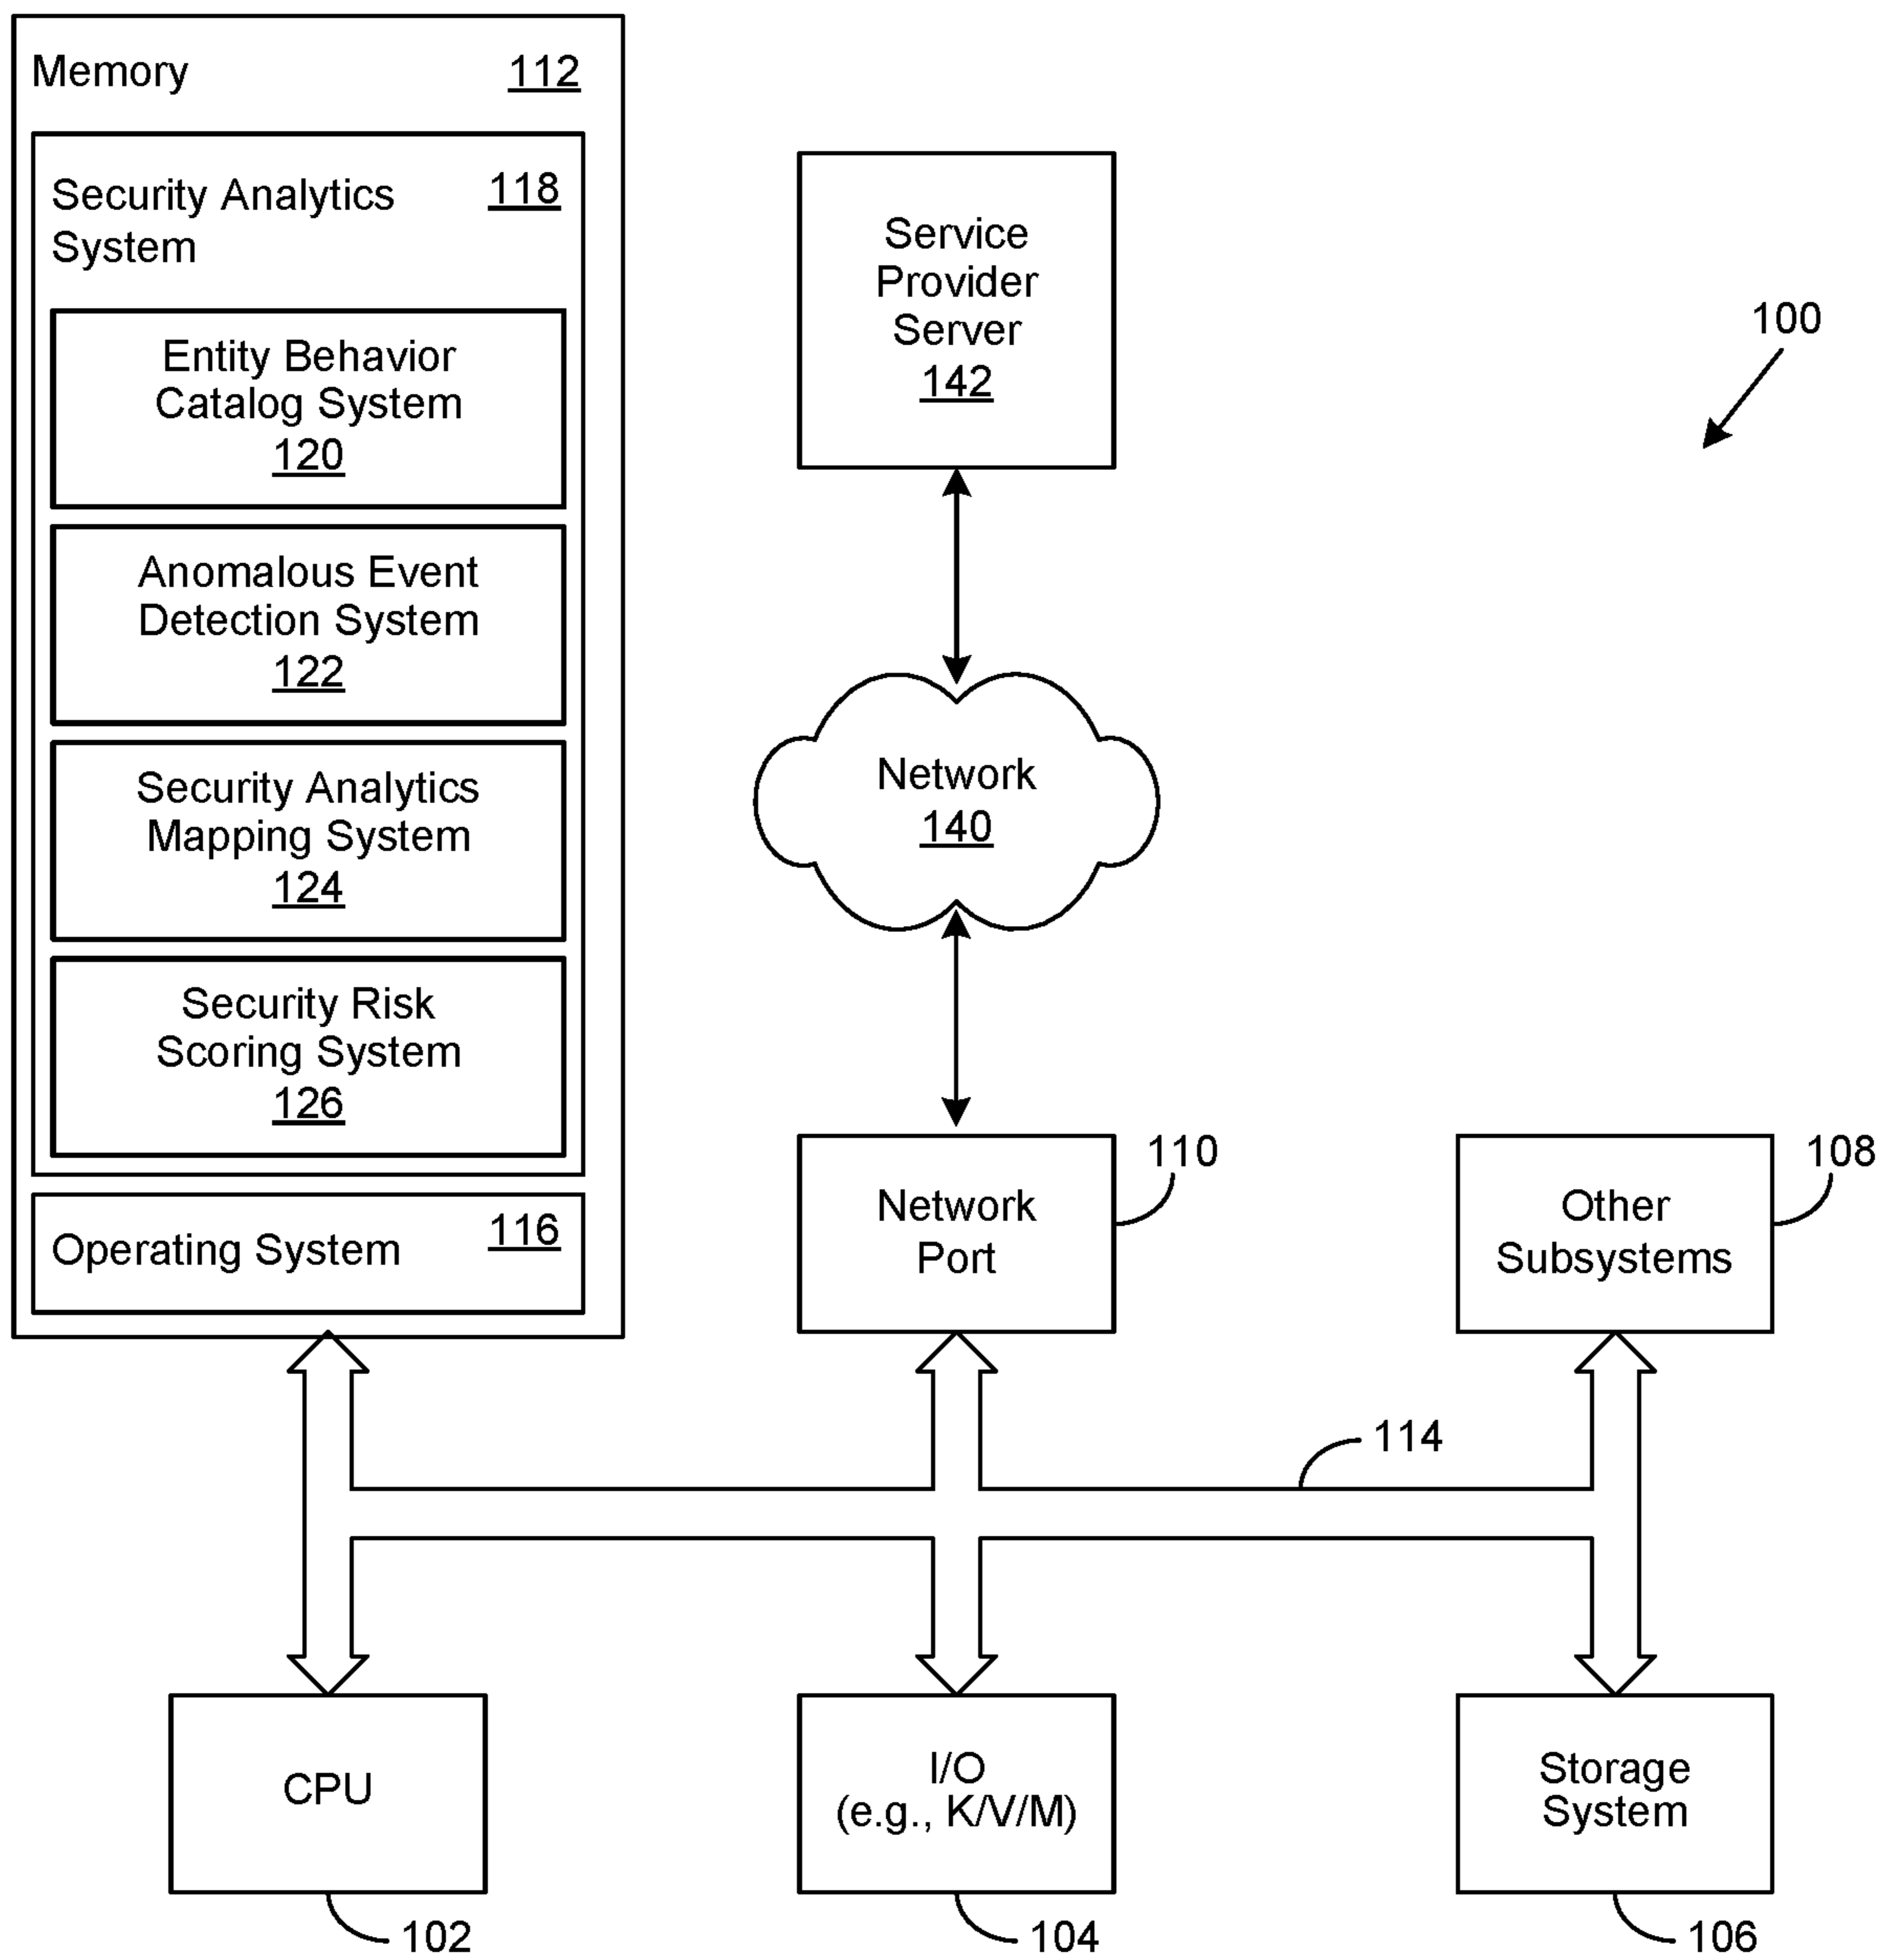 Memory 112
Security Analytics 118
System
Entity Behavior
Catalog System
120
Anomalous Event
Detection System
122
Security Analytics
Mapping System
124
Security Risk
Scoring System
126
Operating System 116
Service
Provider
Server
142
100
Network
140
Network
Port
110
Other
Subsystems
108
114
CPU
102
I/O
(e.g., K/V/M)
104
Storage
System
106